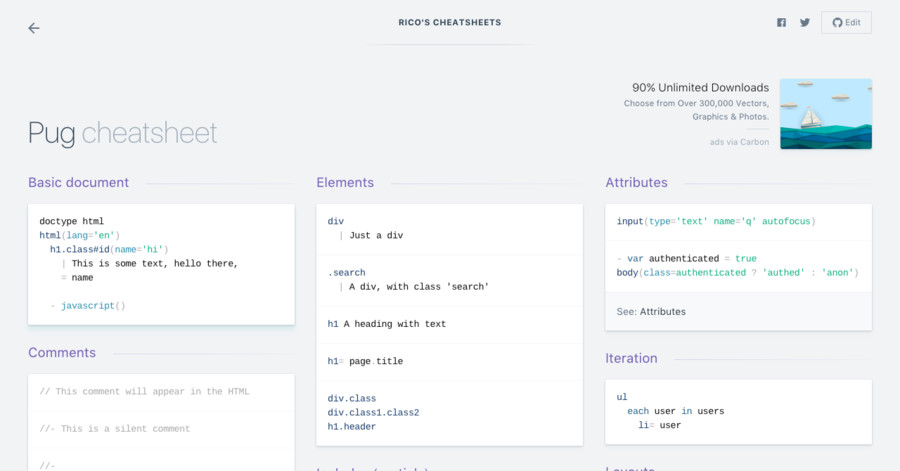 RICO'S CHEATSHEETS
Edit
90% Unlimited Downloads
Choose from Over 300,000 Vectors,
Graphics & Photos.
ads via Carbon
Pug cheatsheet
Basic document
doctype html
html(lang='en')
  h1.class#id(name='hi')
    | This is some text, hello there,
    = name
  - javascript()
Comments
// This comment will appear in the HTML
//- This is a silent comment
//-
Elements
div
  | Just a div
.search
  | A div, with class 'search'
h1 A heading with text
h1= page.title
div.class
div.class1.class2
h1.header
Attributes
input(type='text' name='q' autofocus)
- var authenticated = true
body(class=authenticated ? 'authed' : 'anon')
See: Attributes
Iteration
ul
  each user in users
    li= user